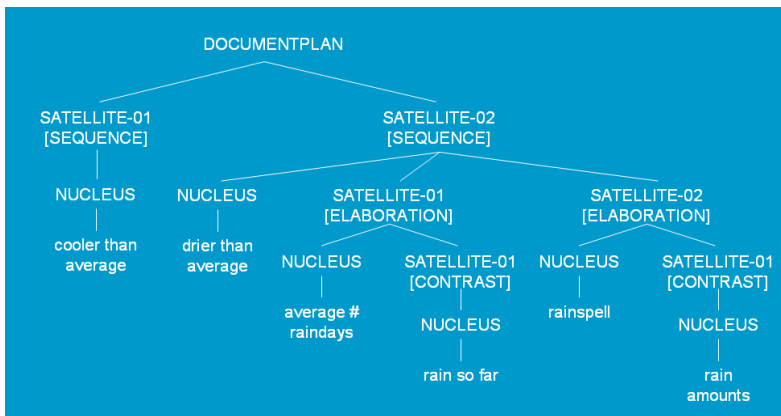 DOCUMENTPLAN
SATELLITE-01
[SEQUENCE]
SATELLITE-02
[SEQUENCE]
NUCLEUS
NUCLEUS
SATELLITE-01
[ELABORATION]
SATELLITE-02
[ELABORATION]
cooler than
average
drier than
average
NUCLEUS
SATELLITE-01
[CONTRAST]
NUCLEUS
SATELLITE-01
[CONTRAST]
average #
raindays
NUCLEUS
rainspell
NUCLEUS
rain so far
rain
amounts